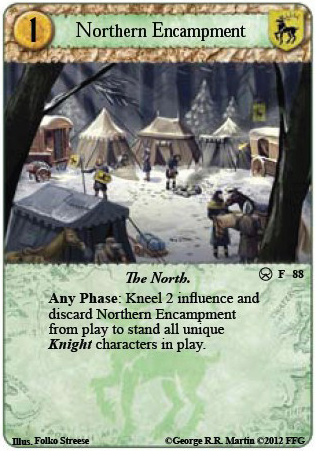 1
Northern Encampment
The North.
F 88
Any Phase: Kneel 2 influence and
discard Northern Encampment
from play to stand all unique
Knight characters in play.
Illus. Folko Streese
©George R.R. Martin ©2012 FFG